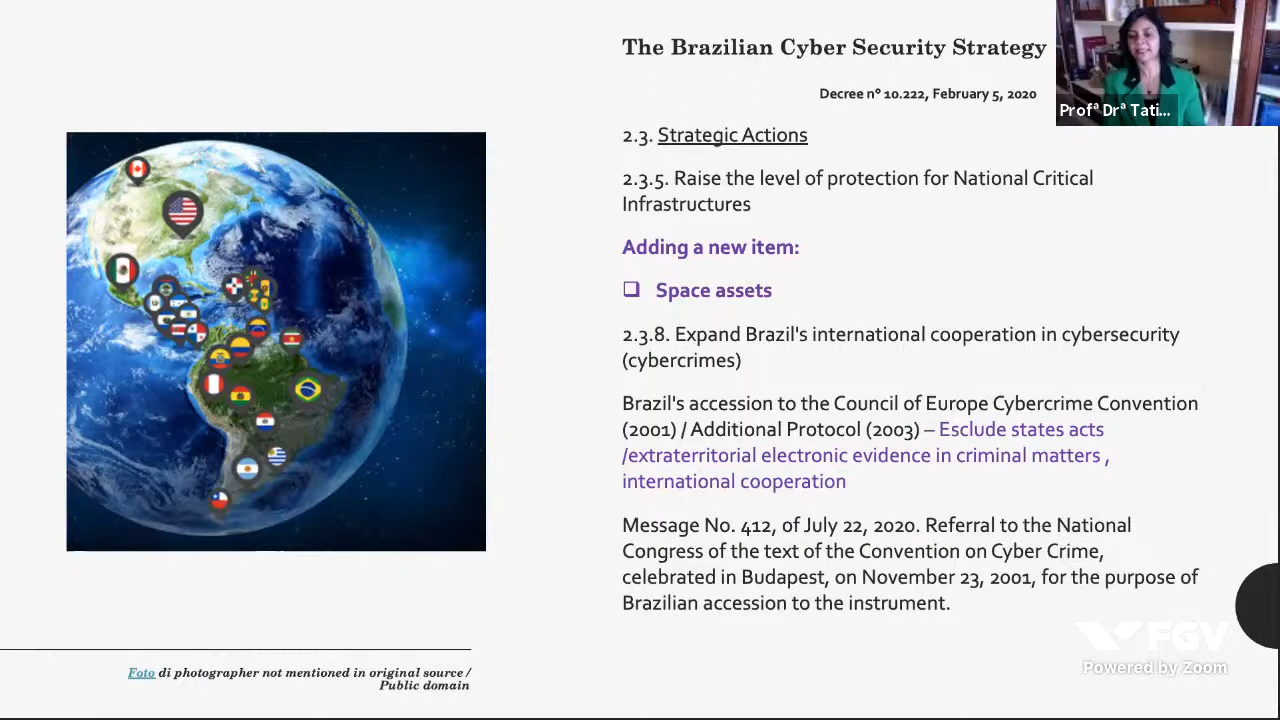 The Brazilian Cyber Security Strategy
Decree nº 10.222, February 5, 2020
Profª Drª Tati...
2.3. Strategic Actions
2.3.5. Raise the level of protection for National Critical
Infrastructures
Adding a new item:
Space assets
2.3.8. Expand Brazil's international cooperation in cybersecurity
(cybercrimes)
Brazil's accession to the Council of Europe Cybercrime Convention
(2001) / Additional Protocol (2003) – Esclude states acts
/extraterritorial electronic evidence in criminal matters ,
international cooperation
Message No. 412, of July 22, 2020. Referral to the National
Congress of the text of the Convention on Cyber Crime,
celebrated in Budapest, on November 23, 2001, for the purpose of
Brazilian accession to the instrument.
FGV
Powered by Zoom
Foto di photographer not mentioned in original source /
Public domain